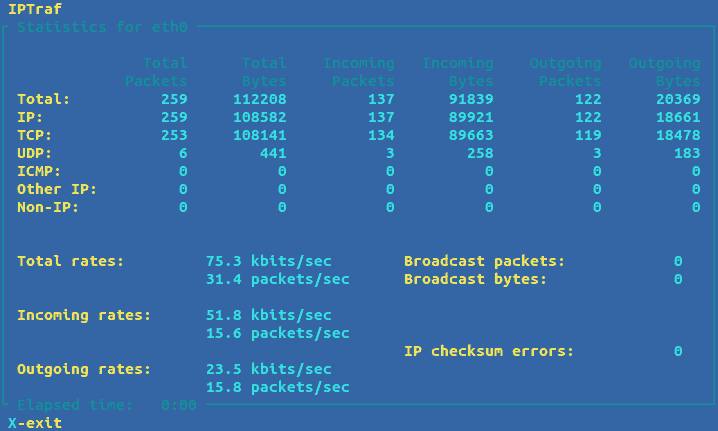 IPTraf
Statistics for eth0
Total Total Incoming Incoming Outgoing Outgoing
Packets Bytes Packets Bytes Packets Bytes
Total: 259 112208 137 91839 122 20369
IP: 259 108582 137 89921 122 18661
TCP: 253 108141 134 89663 119 18478
UDP: 6 441 3 258 3 183
ICMP: 0 0 0 0 0 0
Other IP: 0 0 0 0 0 0
Non-IP: 0 0 0 0 0 0
Total rates: 75.3 kbits/sec Broadcast packets: 0
31.4 packets/sec Broadcast bytes: 0
Incoming rates: 51.8 kbits/sec
15.6 packets/sec
IP checksum errors: 0
Outgoing rates: 23.5 kbits/sec
15.8 packets/sec
Elapsed time: 0:00
X-exit